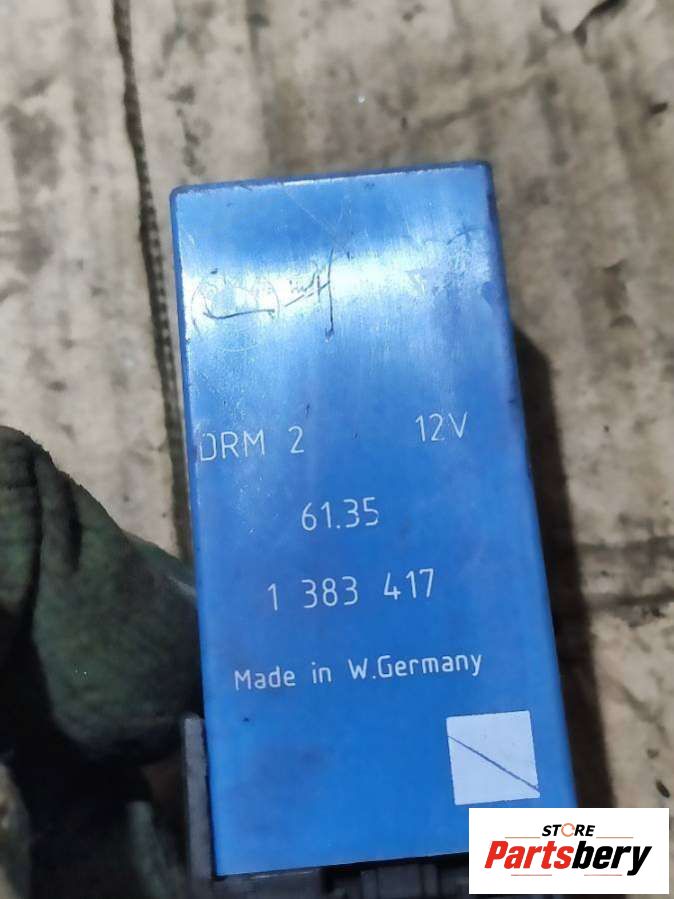 DRM 2 12V
61.35
1 383 417
Made in W.Germany
STORE
Partsbery